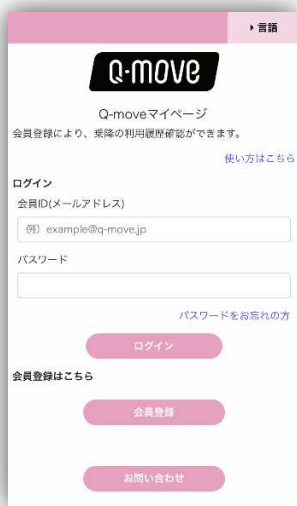 ▶言語
Q-move
Q-moveマイページ
会員登録により、乗降の利用履歴確認ができます。
使い方はこちら
ログイン
会員ID(メールアドレス)
例）example@q-move.jp
パスワード
パスワードをお忘れの方
ログイン
会員登録はこちら
会員登録
お問い合わせ